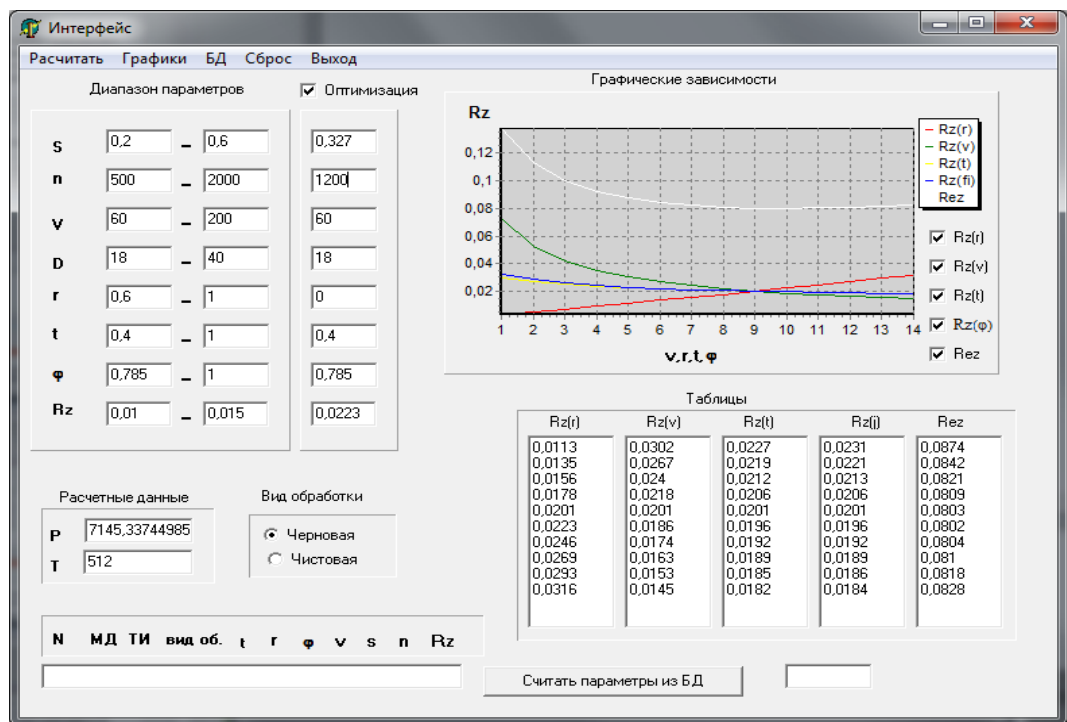 Интерфейс
Расчитать Графики БД Сброс Выход
Диапазон параметров
Оптимизация
S 0,2 – 0,6 0,327
n 500 – 2000 1200
v 60 – 200 60
D 18 – 40 18
r 0,6 – 1 0
t 0,4 – 1 0,4
φ 0,785 – 1 0,785
Rz 0,01 – 0,015 0,0223
Графические зависимости
Rz
0,12
0,1
0,08
0,06
0,04
0,02
1 2 3 4 5 6 7 8 9 10 11 12 13 14
v,r,t,φ
Rz(r)
Rz(v)
Rz(t)
Rz(fi)
Rez
Rz(r)
Rz(v)
Rz(t)
Rz(φ)
Rez
Таблицы
Rz(r) Rz(v) Rz(t) Rz(j) Rez
0,0113 0,0302 0,0227 0,0231 0,0874
0,0135 0,0267 0,0219 0,0221 0,0842
0,0156 0,024 0,0212 0,0213 0,0821
0,0178 0,0218 0,0206 0,0206 0,0809
0,0201 0,0201 0,0201 0,0201 0,0803
0,0223 0,0186 0,0196 0,0196 0,0802
0,0246 0,0174 0,0192 0,0192 0,0804
0,0269 0,0163 0,0189 0,0189 0,081
0,0293 0,0153 0,0185 0,0186 0,0818
0,0316 0,0145 0,0182 0,0184 0,0828
Расчетные данные
P 7145,33744985
T 512
Вид обработки
Черновая
Чистовая
N МД ТИ вид об. t r φ v s n Rz
Считать параметры из БД